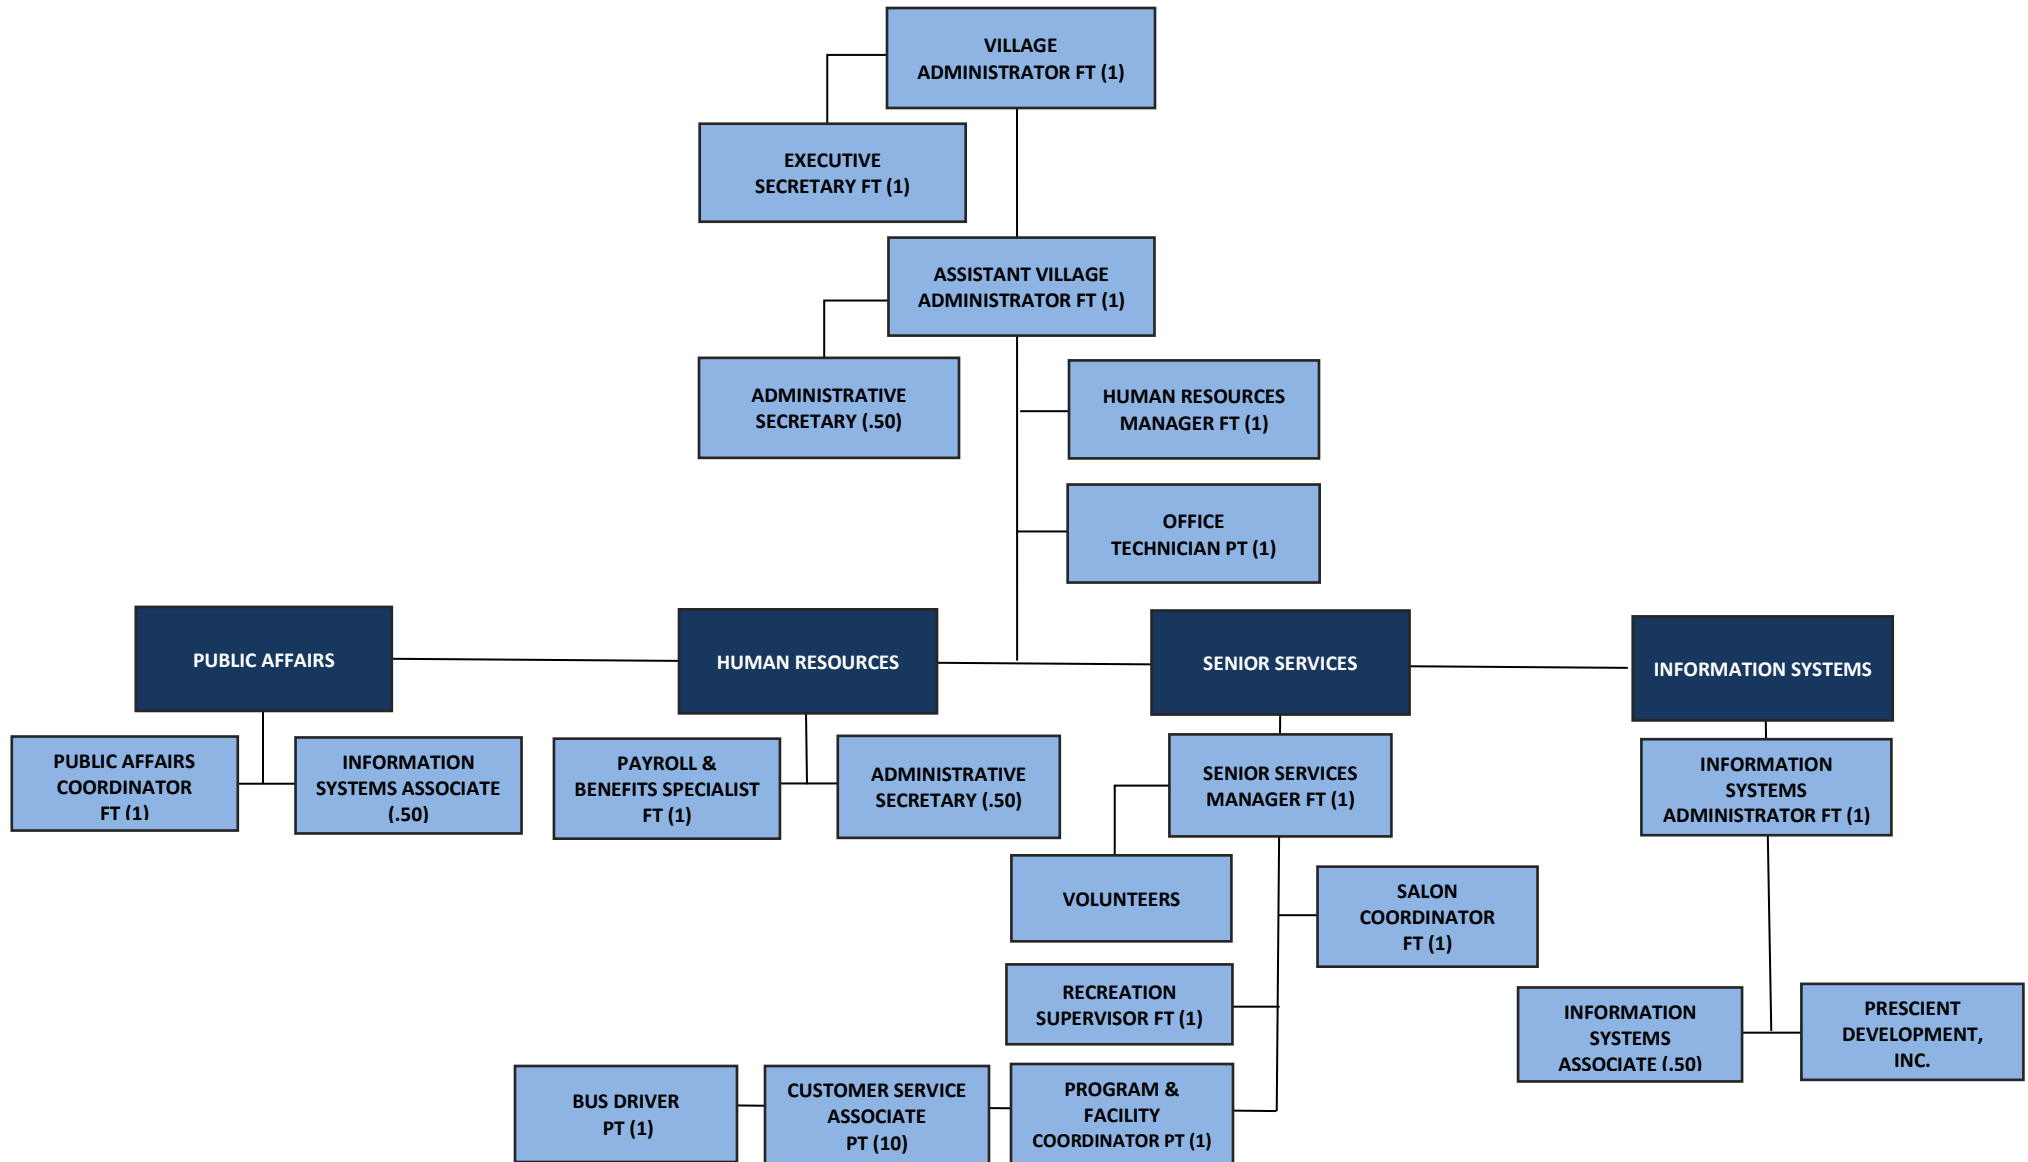 VILLAGE
ADMINISTRATOR FT (1)
EXECUTIVE
SECRETARY FT (1)
ASSISTANT VILLAGE
ADMINISTRATOR FT (1)
ADMINISTRATIVE
SECRETARY (.50)
HUMAN RESOURCES
MANAGER FT (1)
OFFICE
TECHNICIAN PT (1)
PUBLIC AFFAIRS
HUMAN RESOURCES
SENIOR SERVICES
INFORMATION SYSTEMS
PUBLIC AFFAIRS
COORDINATOR
FT (1)
INFORMATION
SYSTEMS ASSOCIATE
(.50)
PAYROLL &
BENEFITS SPECIALIST
FT (1)
ADMINISTRATIVE
SECRETARY (.50)
SENIOR SERVICES
MANAGER FT (1)
INFORMATION
SYSTEMS
ADMINISTRATOR FT (1)
VOLUNTEERS
SALON
COORDINATOR
FT (1)
RECREATION
SUPERVISOR FT (1)
INFORMATION
SYSTEMS
ASSOCIATE (.50)
PRESCIENT
DEVELOPMENT,
INC.
BUS DRIVER
PT (1)
CUSTOMER SERVICE
ASSOCIATE
PT (10)
PROGRAM &
FACILITY
COORDINATOR PT (1)